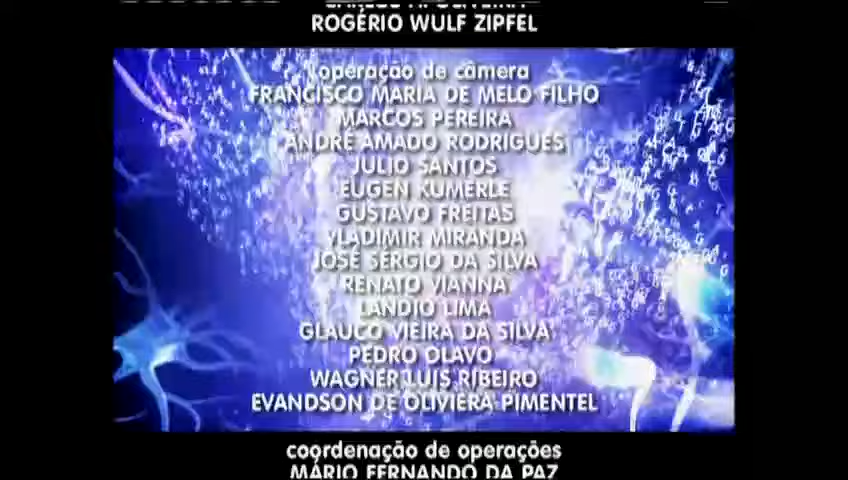 CARLOS A. OLIVEIRA
ROGÉRIO WULF ZIPFEL
operação de câmera
FRANCISCO MARIA DE MELO FILHO
MARCOS PEREIRA
ANDRÉ AMADO RODRIGUES
JULIO SANTOS
EUGEN KUMERLE
GUSTAVO FREITAS
VLADIMIR MIRANDA
JOSÉ SÉRGIO DA SILVA
RENATO VIANNA
LANDIO LIMA
GLAUCO VIEIRA DA SILVA
PEDRO OLAVO
WAGNER LUIS RIBEIRO
EVANDSON DE OLIVIERA PIMENTEL
coordenação de operações
MÁRIO FERNANDO DA PAZ